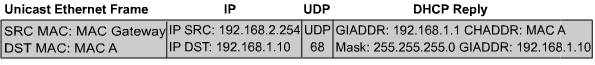 Unicast Ethernet Frame IP UDP DHCP Reply
SRC MAC: MAC Gateway IP SRC: 192.168.2.254 UDP GIADDR: 192.168.1.1 CHADDR: MAC A
DST MAC: MAC A IP DST: 192.168.1.10 68 Mask: 255.255.255.0 GIADDR: 192.168.1.10